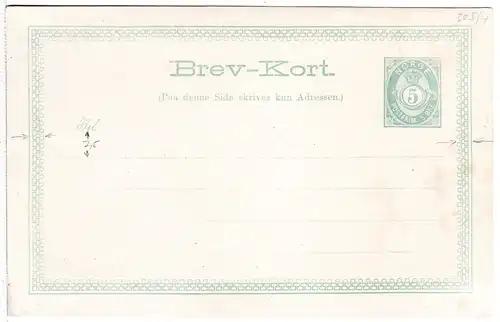 Brev-Kort.
(Paa denne Side skrives kun Adressen.)
NORGE
5